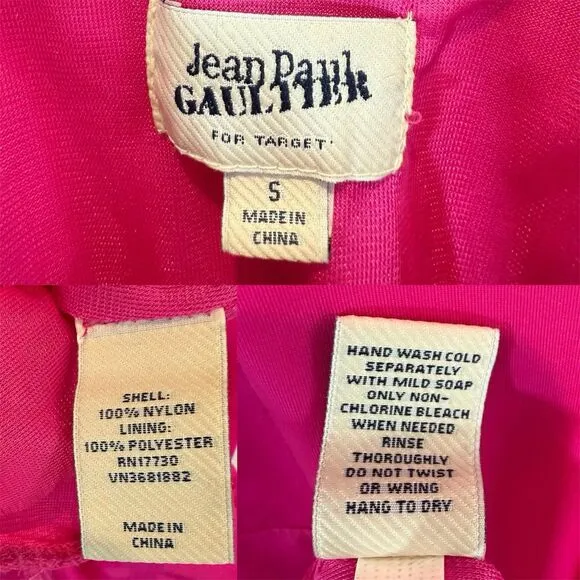 Jean Paul
GAULTIER
FOR TARGET
S
MADE IN
CHINA
SHELL:
100% NYLON
LINING:
100% POLYESTER
RN17730
VN3681882
MADE IN
CHINA
HAND WASH COLD
SEPARATELY
WITH MILD SOAP
ONLY NON-
CHLORINE BLEACH
WHEN NEEDED
RINSE
THOROUGHLY
DO NOT TWIST
OR WRING
HANG TO DRY